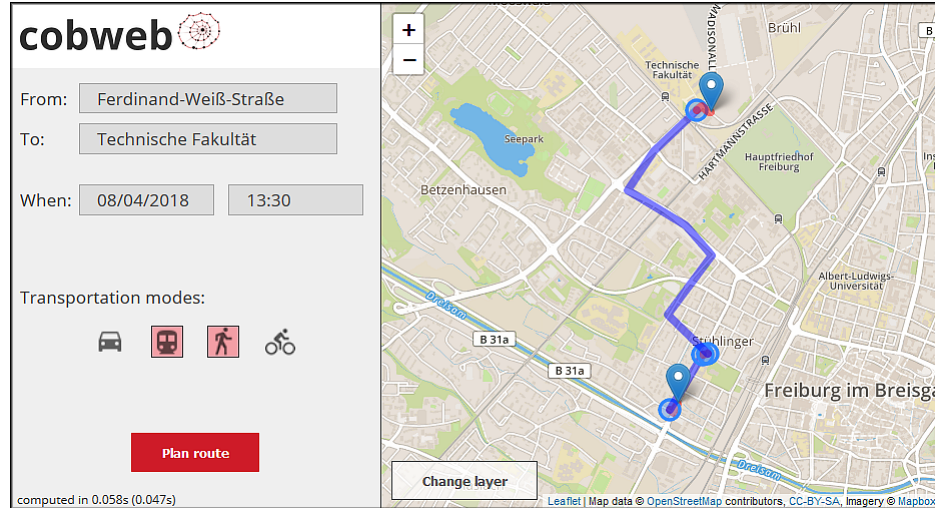 cobweb
From: Ferdinand-Weiß-Straße
To: Technische Fakultät
When: 08/04/2018 13:30
Transportation modes:
Plan route
computed in 0.058s (0.047s)
+
−
MADISONALL
Brühl
B
Technische
Fakultät
HARTMANNSTRASSE
Seepark
Hauptfriedhof
Freiburg
Ins
Betzenhausen
Albert-Ludwigs-
Universität
Dreisam
B 31a
Stühlinger
B 31a
Freiburg im Breisga
Dreisam
Change layer
Leaflet | Map data © OpenStreetMap contributors, CC-BY-SA, Imagery © Mapbox